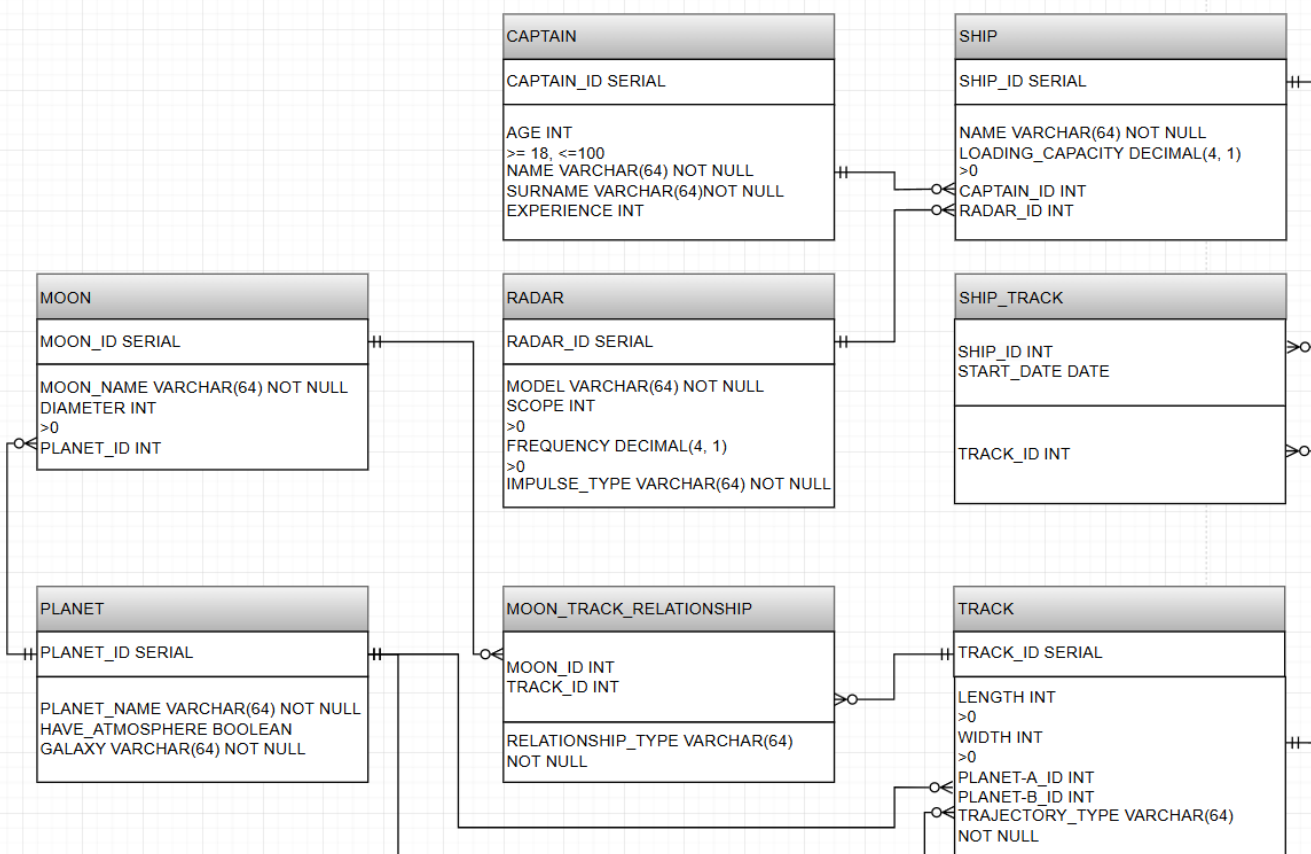 CAPTAIN
CAPTAIN_ID SERIAL
AGE INT
>= 18, <=100
NAME VARCHAR(64) NOT NULL
SURNAME VARCHAR(64)NOT NULL
EXPERIENCE INT
SHIP
SHIP_ID SERIAL
NAME VARCHAR(64) NOT NULL
LOADING_CAPACITY DECIMAL(4, 1)
>0
CAPTAIN_ID INT
RADAR_ID INT
MOON
MOON_ID SERIAL
MOON_NAME VARCHAR(64) NOT NULL
DIAMETER INT
>0
PLANET_ID INT
RADAR
RADAR_ID SERIAL
MODEL VARCHAR(64) NOT NULL
SCOPE INT
>0
FREQUENCY DECIMAL(4, 1)
>0
IMPULSE_TYPE VARCHAR(64) NOT NULL
SHIP_TRACK
SHIP_ID INT
START_DATE DATE
TRACK_ID INT
PLANET
PLANET_ID SERIAL
PLANET_NAME VARCHAR(64) NOT NULL
HAVE_ATMOSPHERE BOOLEAN
GALAXY VARCHAR(64) NOT NULL
MOON_TRACK_RELATIONSHIP
MOON_ID INT
TRACK_ID INT
RELATIONSHIP_TYPE VARCHAR(64)
NOT NULL
TRACK
TRACK_ID SERIAL
LENGTH INT
>0
WIDTH INT
>0
PLANET-A_ID INT
PLANET-B_ID INT
TRAJECTORY_TYPE VARCHAR(64)
NOT NULL